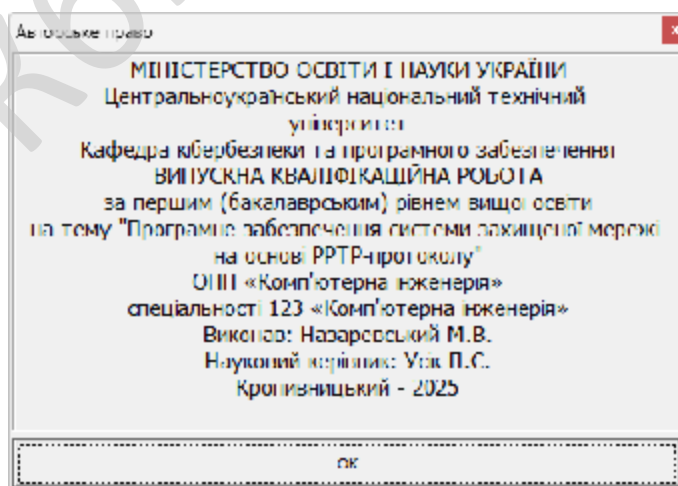 Авторське право
x
МІНІСТЕРСТВО ОСВІТИ І НАУКИ УКРАЇНИ
Центральноукраїнський національний технічний
університет
Кафедра кібербезпеки та програмного забезпечення
ВИПУСКНА КВАЛІФІКАЦІЙНА РОБОТА
за першим (бакалаврським) рівнем вищої освіти
на тему "Програмне забезпечення системи захищеної мережі
на основі PPTP-протоколу"
ОПП «Комп'ютерна інженерія»
спеціальності 123 «Комп'ютерна інженерія»
Виконав: Назаревський М.В.
Науковий керівник: Усік П.С.
Кропивницький - 2025
ОК